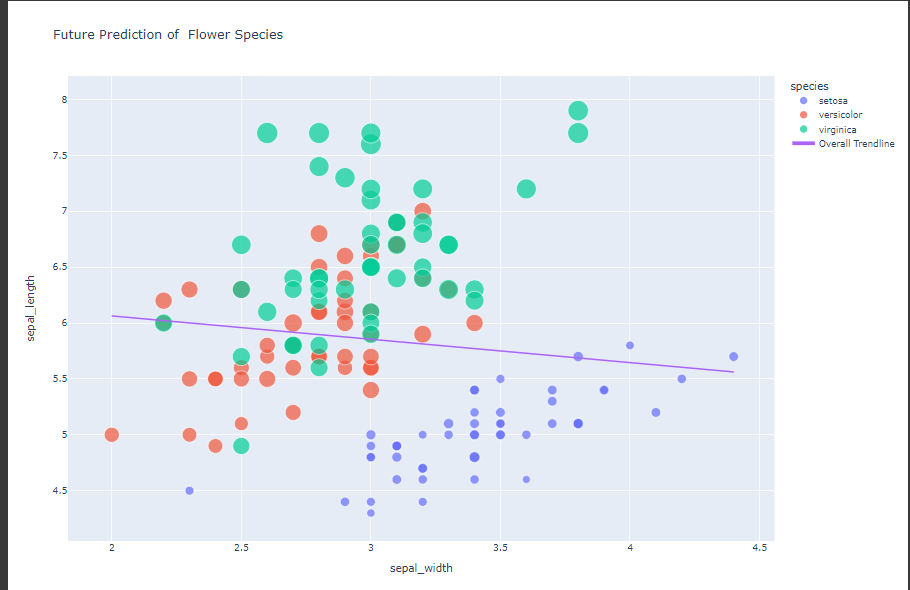 Future Prediction of  Flower Species
species
setosa
versicolor
virginica
Overall Trendline
sepal_length
8
7.5
7
6.5
6
5.5
5
4.5
2
2.5
3
3.5
4
4.5
sepal_width